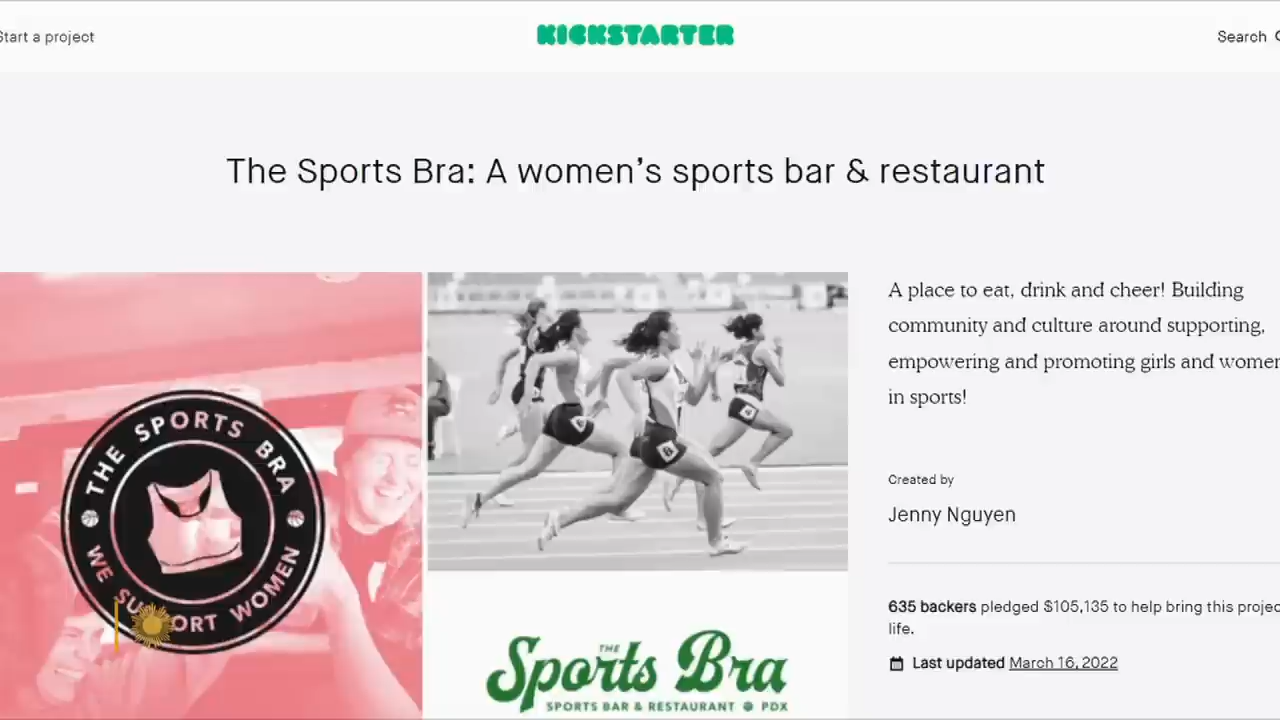 Start a project
KICKSTARTER
Search
The Sports Bra: A women's sports bar & restaurant
THE SPORTS BRA
WE SUPPORT WOMEN
THE
Sports Bra
SPORTS BAR & RESTAURANT PDX
A place to eat, drink and cheer! Building
community and culture around supporting,
empowering and promoting girls and women
in sports!
Created by
Jenny Nguyen
635 backers pledged $105,135 to help bring this project
life.
Last updated March 16, 2022